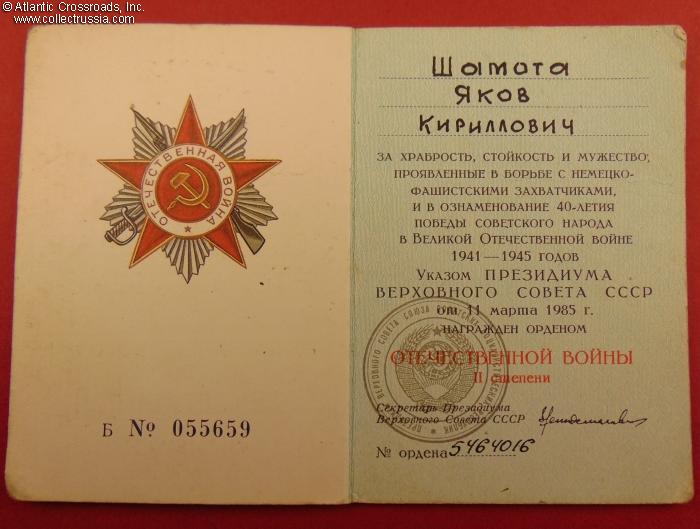 © Atlantic Crossroads, Inc.
www.collectrussia.com
ОТЕЧЕСТВЕННАЯ ВОЙНА
Б № 055659
Шамота
Яков
Кириллович
ЗА ХРАБРОСТЬ, СТОЙКОСТЬ И МУЖЕСТВО,
ПРОЯВЛЕННЫЕ В БОРЬБЕ С НЕМЕЦКО-
ФАШИСТСКИМИ ЗАХВАТЧИКАМИ,
И В ОЗНАМЕНОВАНИЕ 40-ЛЕТИЯ
ПОБЕДЫ СОВЕТСКОГО НАРОДА
В ВЕЛИКОЙ ОТЕЧЕСТВЕННОЙ ВОЙНЕ
1941—1945 ГОДОВ
УКАЗОМ ПРЕЗИДИУМА
ВЕРХОВНОГО СОВЕТА СССР
от 11 марта 1985 г.
НАГРАЖДЕН ОРДЕНОМ
ОТЕЧЕСТВЕННОЙ ВОЙНЫ
II степени
Секретарь Президиума
Верховного Совета СССР
№ ордена 5464016